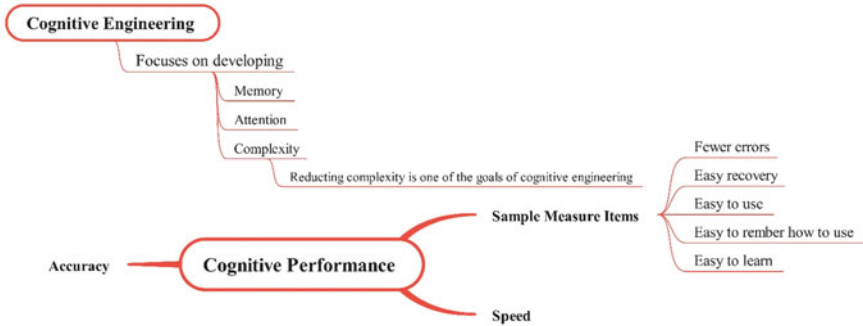 Cognitive Engineering
Focuses on developing
Memory
Attention
Complexity
Reducting complexity is one of the goals of cognitive engineering
Fewer errors
Easy recovery
Easy to use
Easy to rember how to use
Easy to learn
Sample Measure Items
Accuracy
Cognitive Performance
Speed